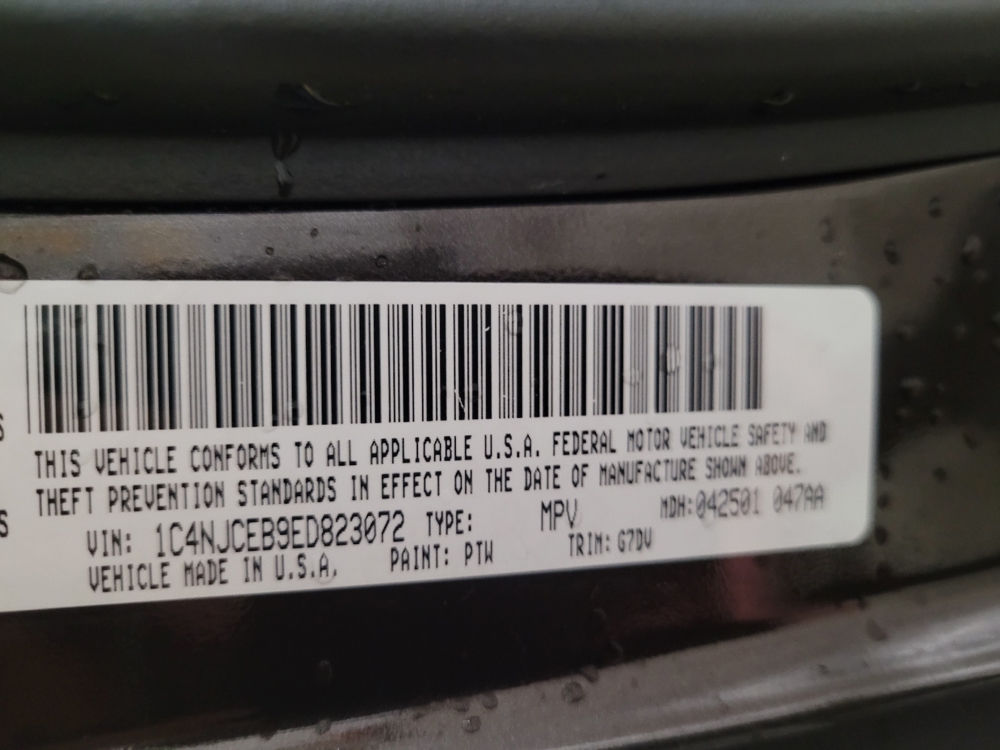 THIS VEHICLE CONFORMS TO ALL APPLICABLE U.S.A. FEDERAL MOTOR VEHICLE SAFETY AND
THEFT PREVENTION STANDARDS IN EFFECT ON THE DATE OF MANUFACTURE SHOWN ABOVE.
VIN: 1C4NJCEB9ED823072 TYPE: MPV MDH:042501 047AA
VEHICLE MADE IN U.S.A. PAINT: PTW TRIM: G7DV